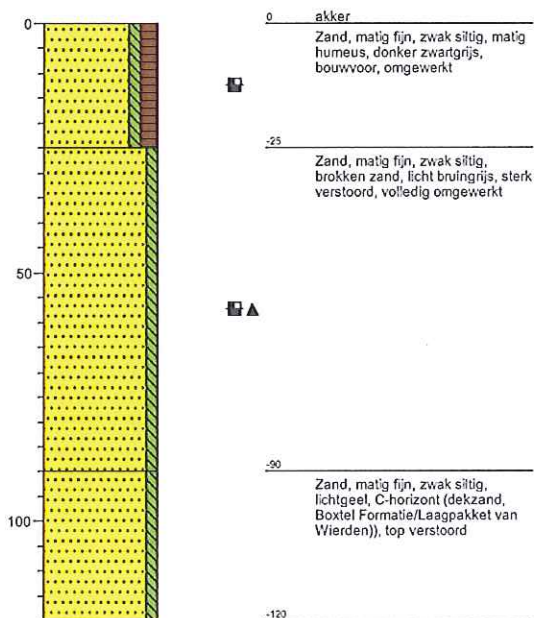 0
0 akker
Zand, matig fijn, zwak siltig, matig
humeus, donker zwartgrijs,
bouwvoor, omgewerkt
-25
Zand, matig fijn, zwak siltig,
brokken zand, licht bruingrijs, sterk
verstoord, volledig omgewerkt
50
-90
Zand, matig fijn, zwak siltig,
lichtgeel, C-horizont (dekzand,
Boxtel Formatie/Laagpakket van
Wierden)), top verstoord
100
-120